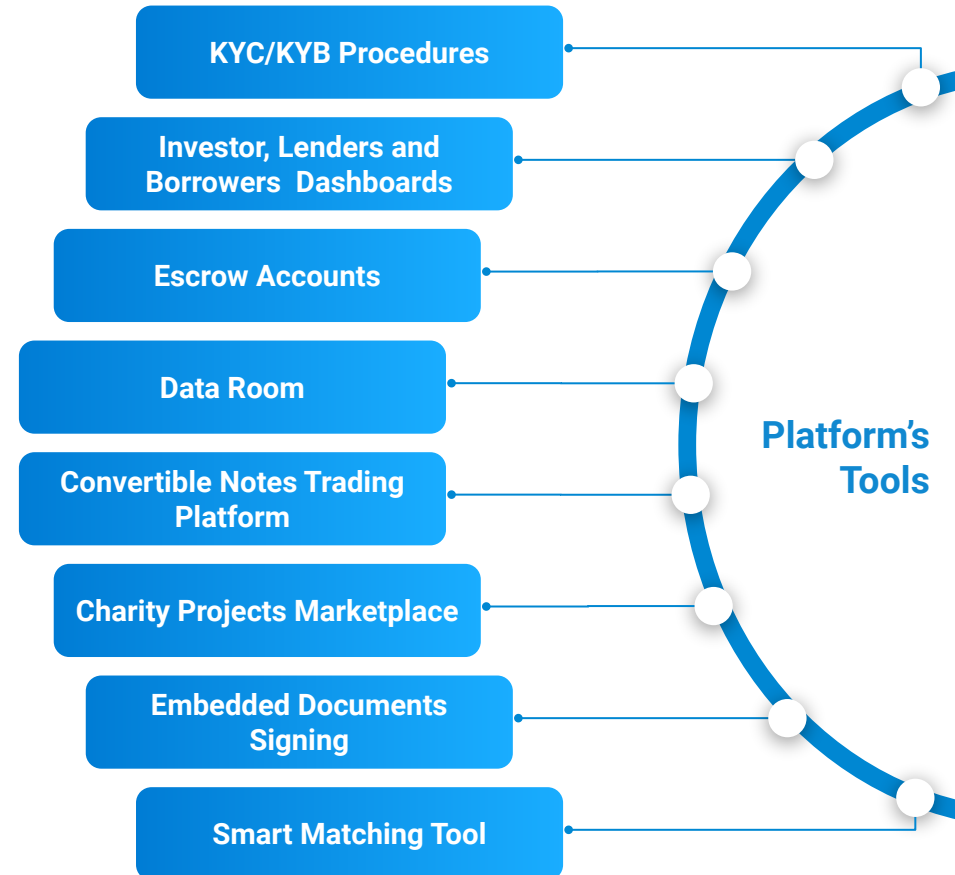 KYC/KYB Procedures
Investor, Lenders and
Borrowers Dashboards
Escrow Accounts
Data Room
Convertible Notes Trading
Platform
Charity Projects Marketplace
Embedded Documents
Signing
Smart Matching Tool
Platform’s
Tools